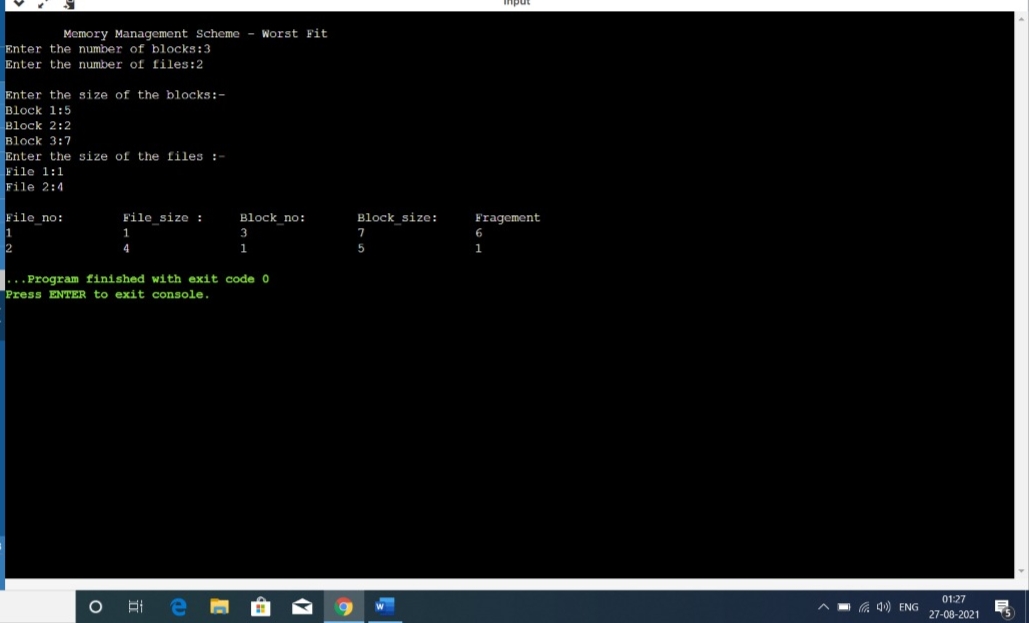 input
Memory Management Scheme - Worst Fit
Enter the number of blocks:3
Enter the number of files:2
Enter the size of the blocks:-
Block 1:5
Block 2:2
Block 3:7
Enter the size of the files :-
File 1:1
File 2:4
File_no: File_size : Block_no: Block_size: Fragement
1 1 3 7 6
2 4 1 5 1
...Program finished with exit code 0
Press ENTER to exit console.
W
ENG
01:27
27-08-2021
5